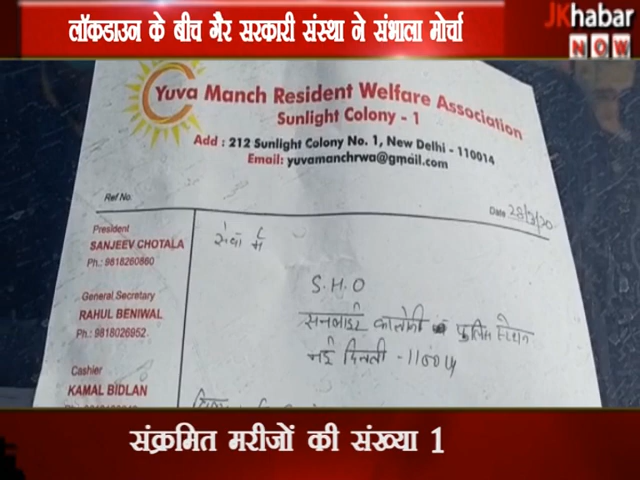 लॉकडाउन के बीच गैर सरकारी संस्था ने संभाला मोर्चा
JKhabar
NOW
Yuva Manch Resident Welfare Association
Sunlight Colony - 1
Add : 212 Sunlight Colony No. 1, New Delhi - 110014
Email: yuvamanchrwa@gmail.com
Ref No.
Date 28/3/20
President
SANJEEV CHOTALA
Ph.: 9818260860
General Secretary
RAHUL BENIWAL
Ph.: 9818026952
Cashier
KAMAL BIDLAN
सेवा में
S.H.O
सनलाईट कालोनी पुलिस स्टेशन
नई दिल्ली - 110014
संक्रमित मरीजों की संख्या 1